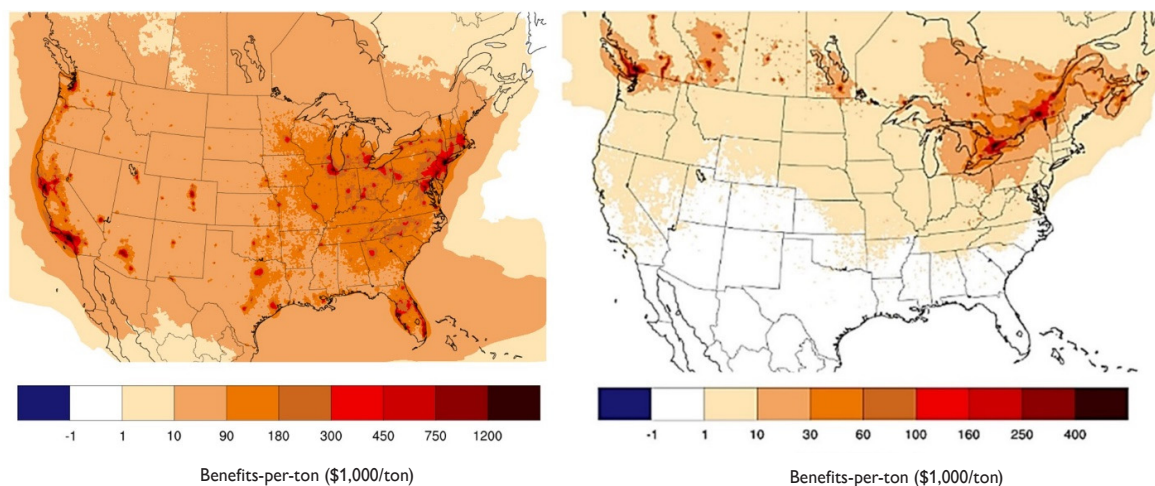 -1 1 10 90 180 300 450 750 1200
Benefits-per-ton ($1,000/ton)
-1 1 10 30 60 100 160 250 400
Benefits-per-ton ($1,000/ton)